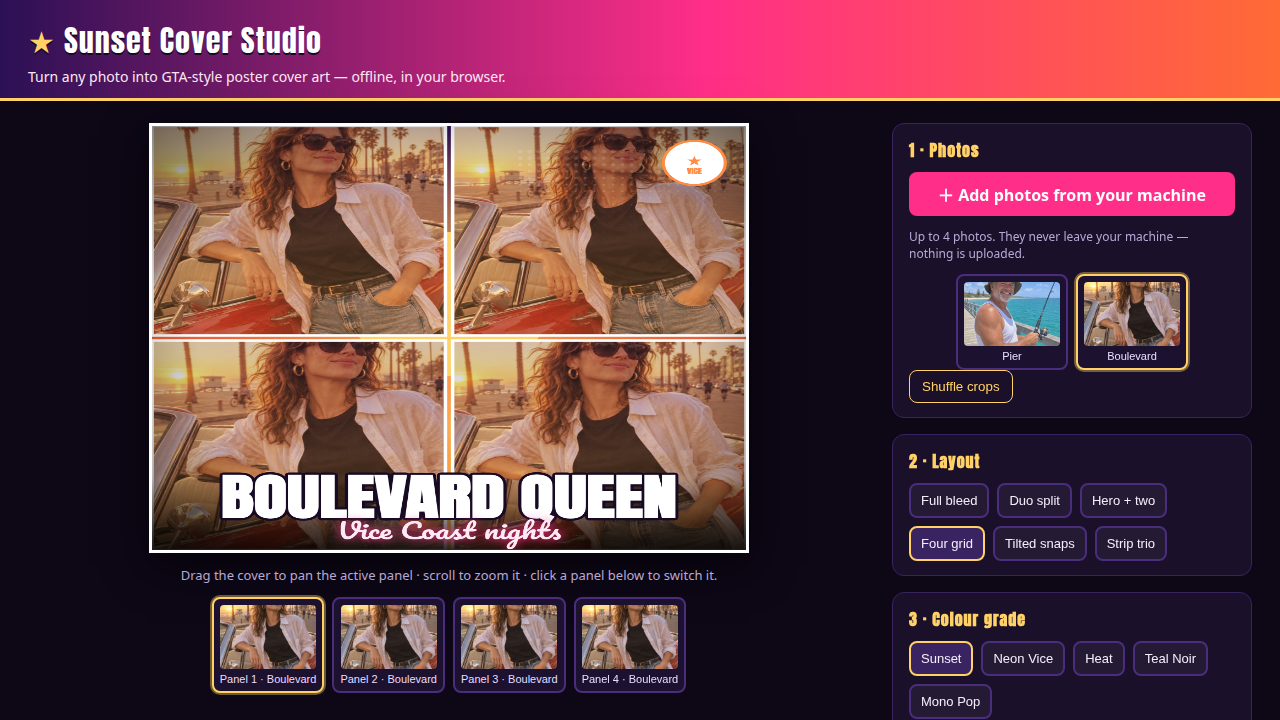 ★ Sunset Cover Studio
Turn any photo into GTA-style poster cover art — offline, in your browser.
★
VICE
BOULEVARD QUEEN
Vice Coast nights
Drag the cover to pan the active panel · scroll to zoom it · click a panel below to switch it.
Panel 1 · Boulevard
Panel 2 · Boulevard
Panel 3 · Boulevard
Panel 4 · Boulevard
1 · Photos
+ Add photos from your machine
Up to 4 photos. They never leave your machine —
nothing is uploaded.
Pier
Boulevard
Shuffle crops
2 · Layout
Full bleed
Duo split
Hero + two
Four grid
Tilted snaps
Strip trio
3 · Colour grade
Sunset
Neon Vice
Heat
Teal Noir
Mono Pop